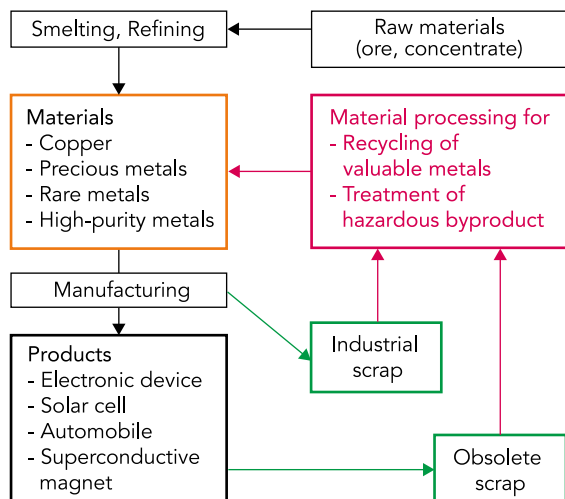 Smelting, Refining
Raw materials
(ore, concentrate)
Materials
- Copper
- Precious metals
- Rare metals
- High-purity metals
Material processing for
- Recycling of
valuable metals
- Treatment of
hazardous byproduct
Manufacturing
Industrial
scrap
Products
- Electronic device
- Solar cell
- Automobile
- Superconductive
magnet
Obsolete
scrap